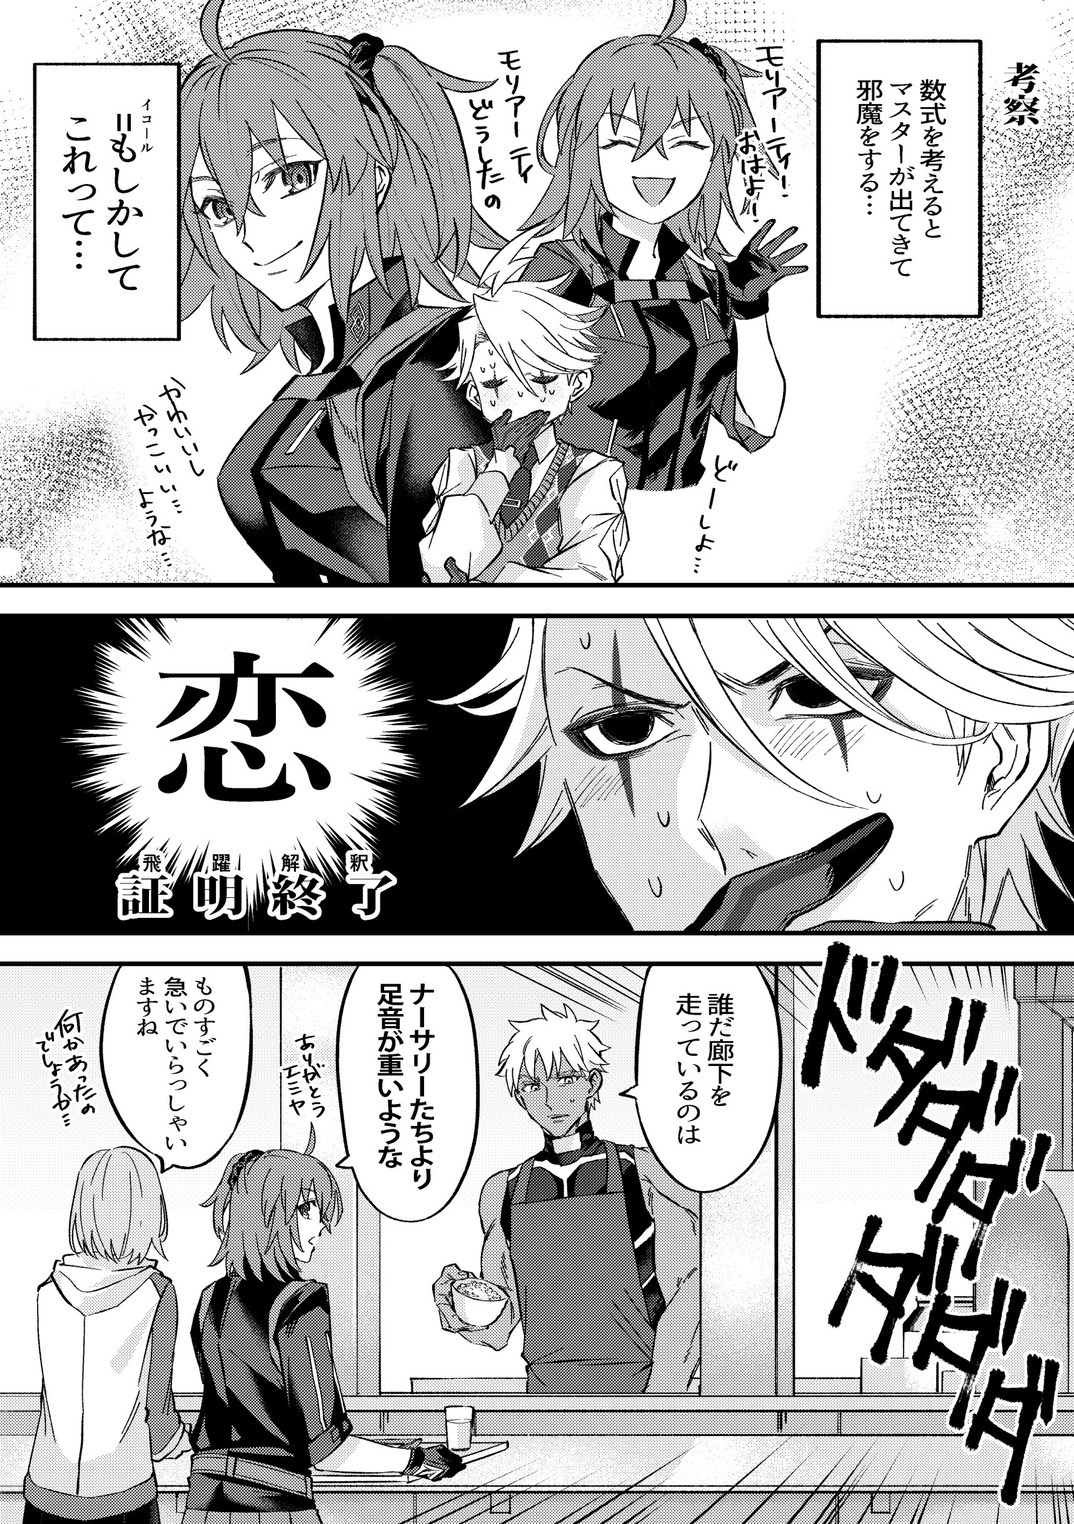 考察
数式を考えると
マスターが出てきて
邪魔をする…
モリアーティー
おはよー
モリアーティ
どうしたの
イコール
=もしかして
これって…
どーしよ…
かわいいし
かっこいい…
ような…
恋
飛躍解釈
証明終了
ドダダダダダダダダ
誰だ廊下を
走っているのは
ナーサリーたちより
足音が重いような
ありがとう
エミヤ
ものすごく
急いでいらっしゃい
ますね
何かあったの
でしょうか…